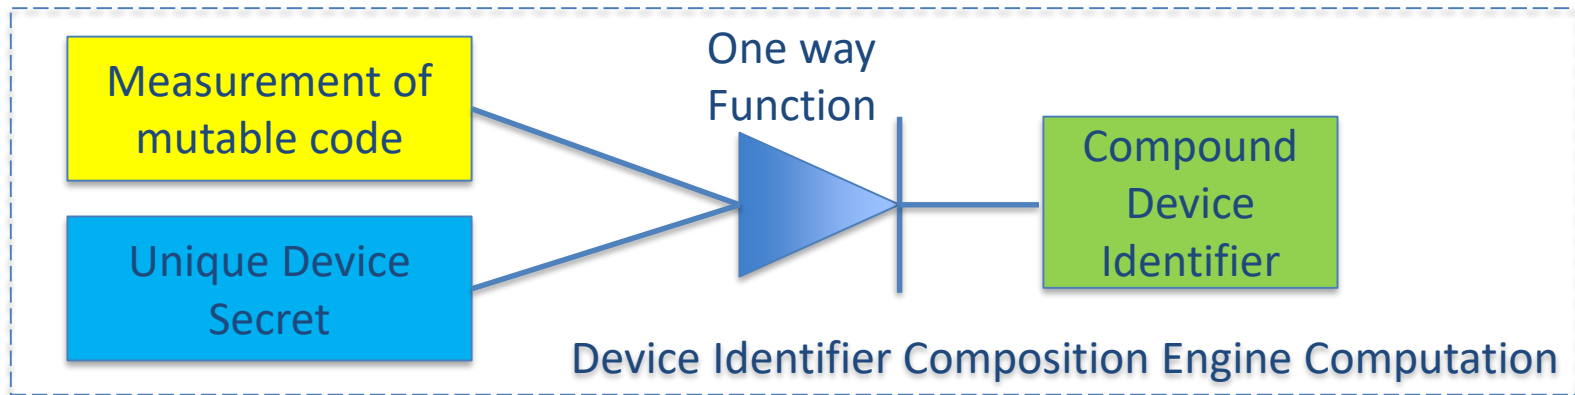 Measurement of
mutable code
Unique Device
Secret
One way
Function
Compound
Device
Identifier
Device Identifier Composition Engine Computation